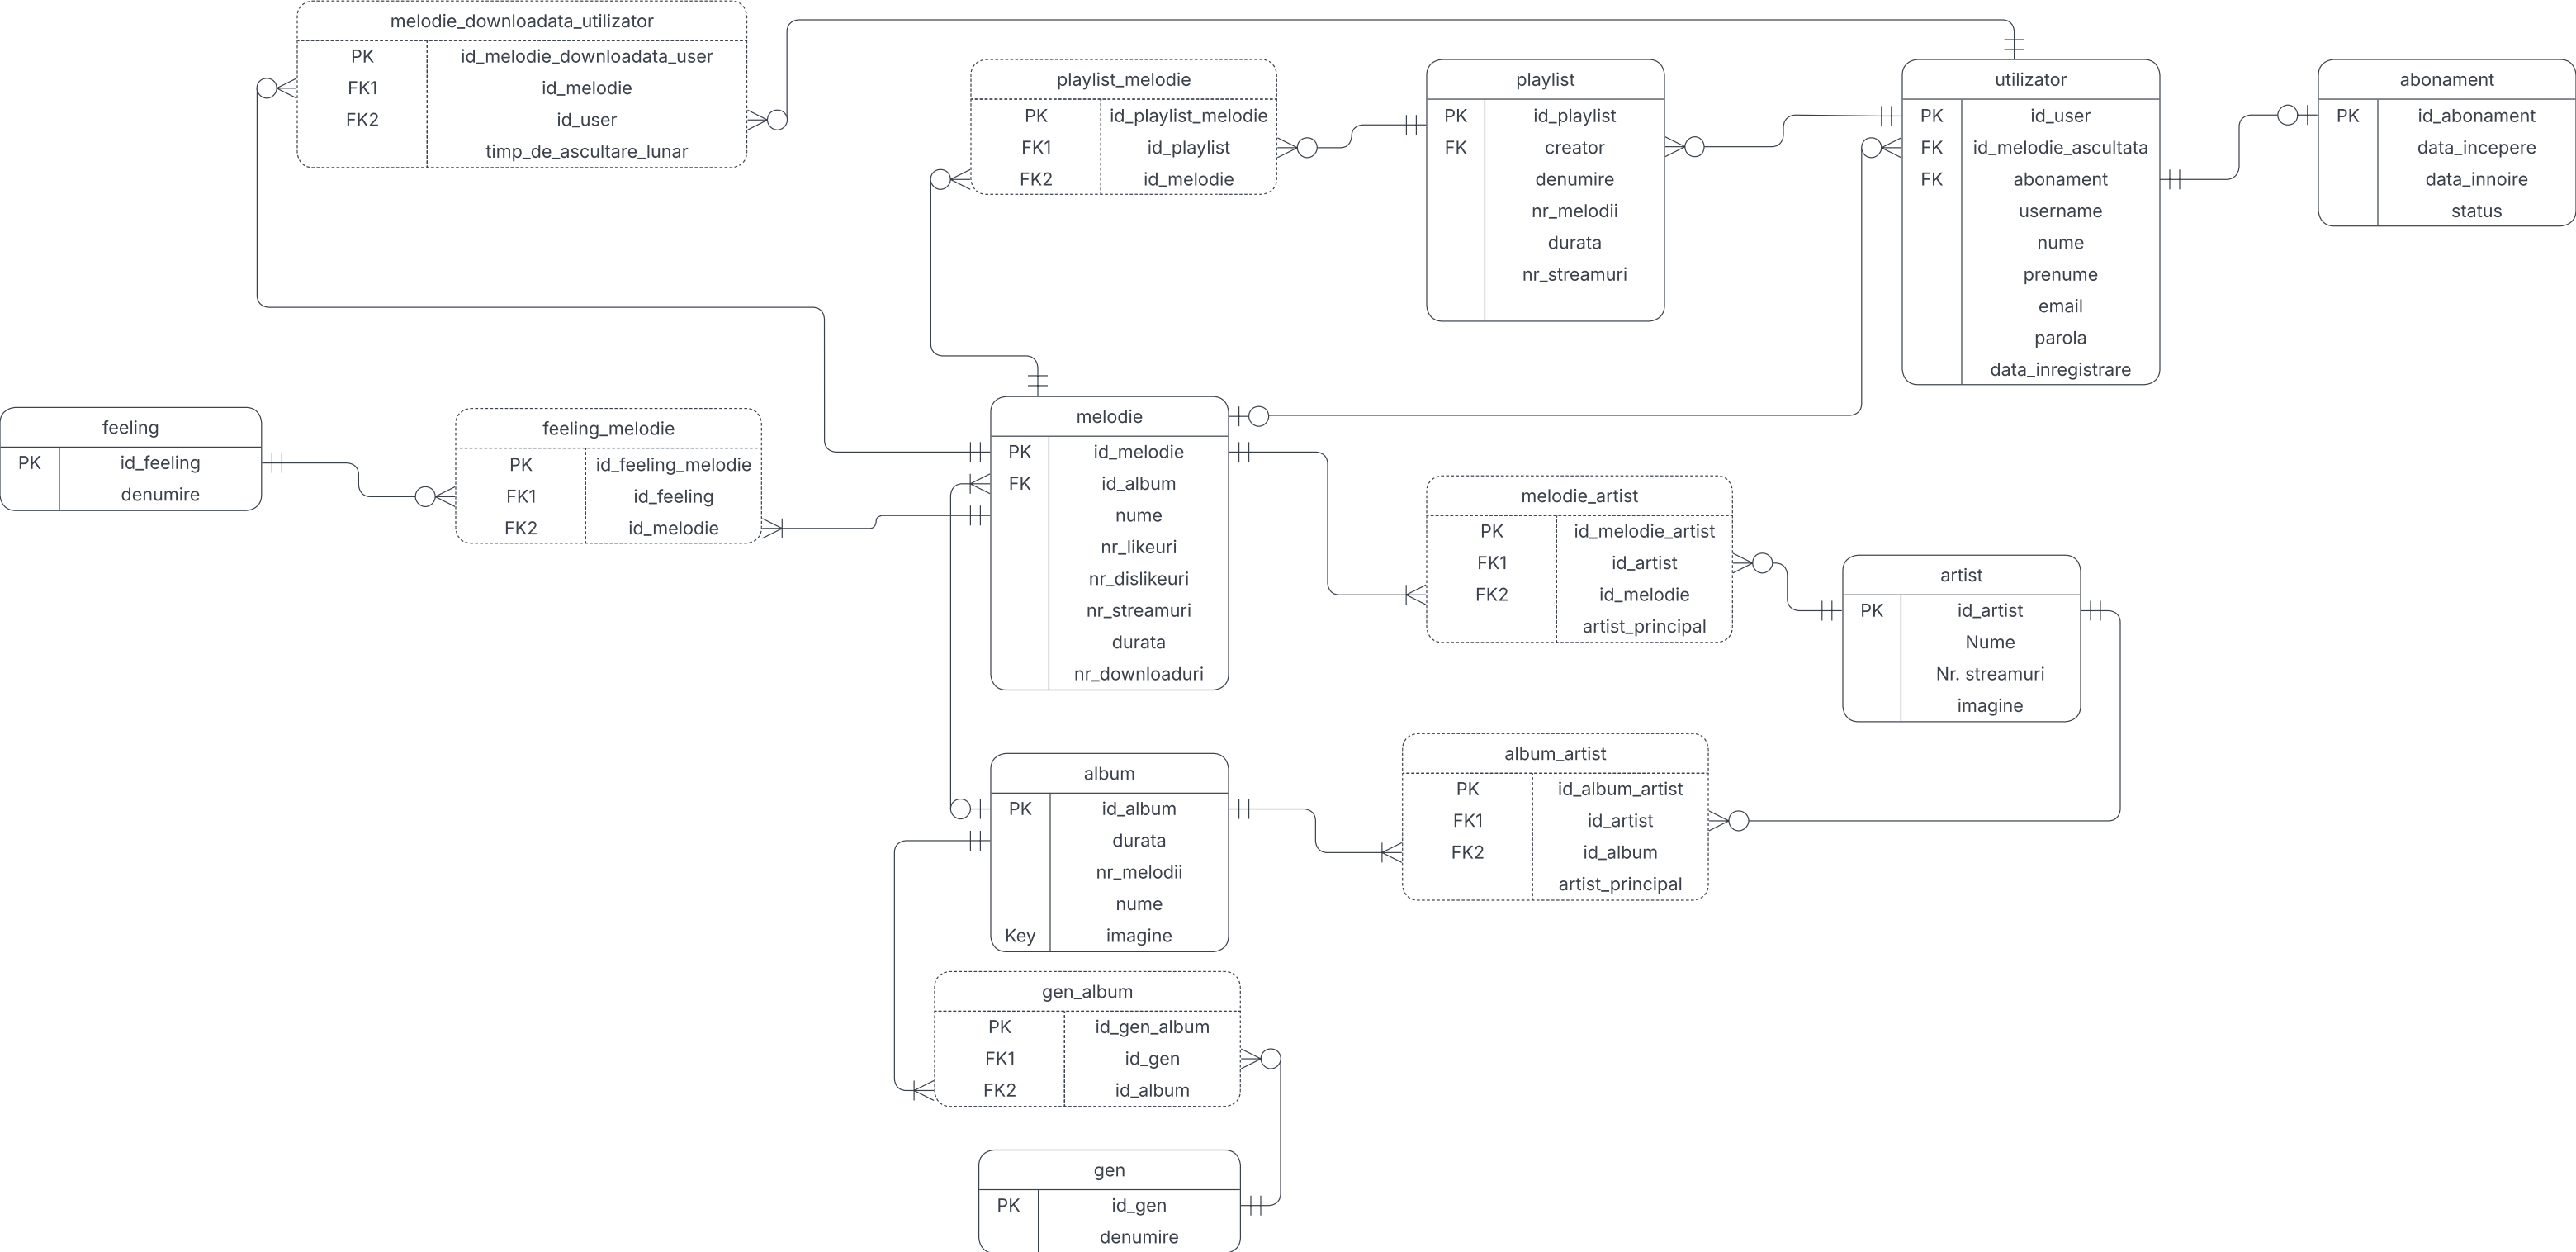 melodie_downloadata_utilizator
PK id_melodie_downloadata_user
FK1 id_melodie
FK2 id_user
timp_de_ascultare_lunar
playlist_melodie
PK id_playlist_melodie
FK1 id_playlist
FK2 id_melodie
playlist
PK id_playlist
FK creator
denumire
nr_melodii
durata
nr_streamuri
utilizator
PK id_user
FK id_melodie_ascultata
FK abonament
username
nume
prenume
email
parola
data_inregistrare
abonament
PK id_abonament
data_incepere
data_innoire
status
feeling
PK id_feeling
denumire
feeling_melodie
PK id_feeling_melodie
FK1 id_feeling
FK2 id_melodie
melodie
PK id_melodie
FK id_album
nume
nr_likeuri
nr_dislikeuri
nr_streamuri
durata
nr_downloaduri
melodie_artist
PK id_melodie_artist
FK1 id_artist
FK2 id_melodie
artist_principal
artist
PK id_artist
Nume
Nr. streamuri
imagine
album
PK id_album
durata
nr_melodii
nume
Key imagine
album_artist
PK id_album_artist
FK1 id_artist
FK2 id_album
artist_principal
gen_album
PK id_gen_album
FK1 id_gen
FK2 id_album
gen
PK id_gen
denumire